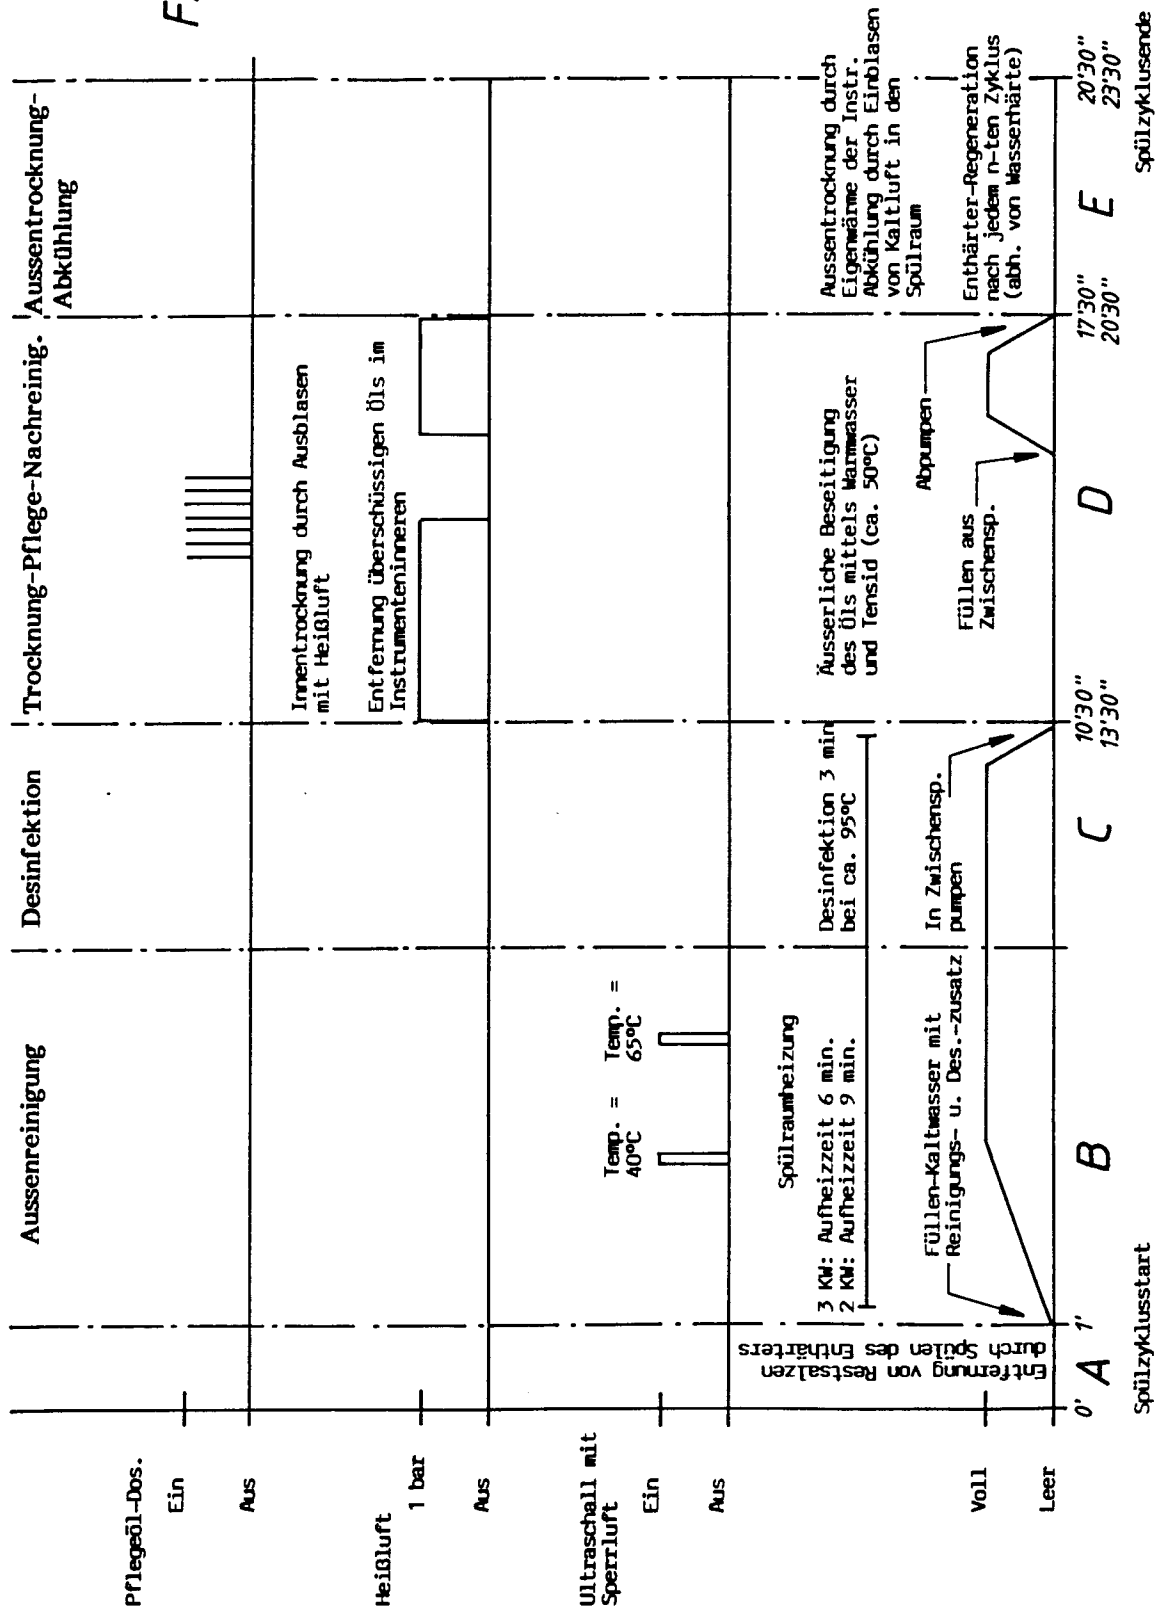 F
Aussenreinigung
Desinfektion
Trocknung-Pflege-Nachreinig.
Aussentrocknung-
Abkühlung
Pflegeöl-Dos.
Ein
Aus
Innentrocknung durch Ausblasen
mit Heißluft
Entfernung überschüssigen Öls im
Instrumenteninneren
Heißluft
1 bar
Aus
Temp. =
40°C
Temp. =
65°C
Ultraschall mit
Sperrluft
Ein
Aus
Spülraumheizung
3 KW: Aufheizzeit 6 min.
2 KW: Aufheizzeit 9 min.
Desinfektion 3 min
bei ca. 95°C
Äusserliche Beseitigung
des Öls mittels Warmwasser
und Tensid (ca. 50°C)
Aussentrocknung durch
Eigenwärme der Instr.
Abkühlung durch Einblasen
von Kaltluft in den
Spülraum
Entfernung von Restsalzen
durch Spülen des Enthärters
Füllen-Kaltwasser mit
Reinigungs- u. Des.-zusatz
In Zwischensp.
pumpen
Füllen aus
Zwischensp.
Abpumpen
Enthärter-Regeneration
nach jedem n-ten Zyklus
(abh. von Wasserhärte)
Voll
Leer
0'
A
1'
B
C
10'30"
13'30"
D
17'30"
20'30"
E
20'30"
23'30"
Spülzyklusstart
Spülzyklusende